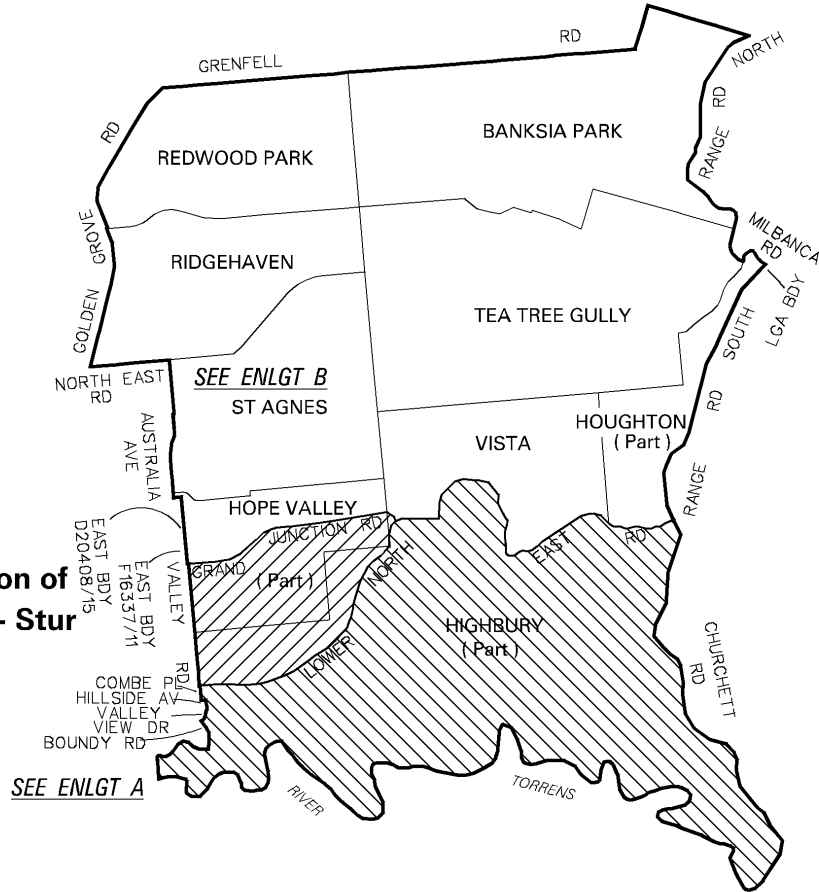 GRENFELL RD
NORTH
RANGE RD
RD
GROVE
GOLDEN
REDWOOD PARK
BANKSIA PARK
RIDGEHAVEN
MILBANCA
RD
LGA BDY
TEA TREE GULLY
SOUTH
RD
RANGE
NORTH EAST
RD
SEE ENLGT B
ST AGNES
AUSTRALIA
AVE
VISTA
HOUGHTON
( Part )
HOPE VALLEY
GRAND
JUNCTION RD
( Part )
EAST BDY
D20408/15
EAST BDY
F16337/11
VALLEY
RD
on of
- Stur
LOWER
NORTH
EAST
RD
HIGHBURY
( Part )
CHURCHETT
RD
COMBE PL
HILLSIDE AV
VALLEY
VIEW DR
BOUNDY RD
SEE ENLGT A
RIVER
TORRENS